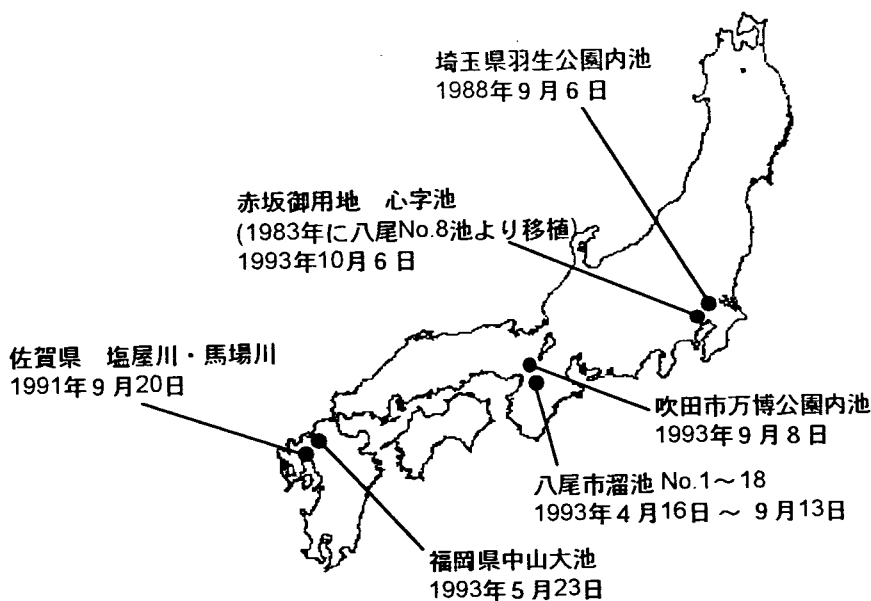 埼玉県羽生公園内池
1988年9月6日
赤坂御用地 心字池
(1983年に八尾No.8池より移植)
1993年10月6日
佐賀県 塩屋川・馬場川
1991年9月20日
吹田市万博公園内池
1993年9月8日
八尾市溜池 No.1～18
1993年4月16日～ 9月13日
福岡県中山大池
1993年5月23日